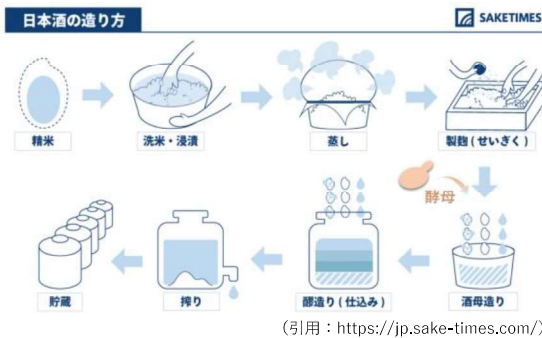 日本酒の造り方
SAKETIMES
精米
洗米・浸漬
蒸し
製麹(せいぎく)
酵母
貯蔵
搾り
醪造り(仕込み)
酒母造り
(引用：https://jp.sake-times.com/)